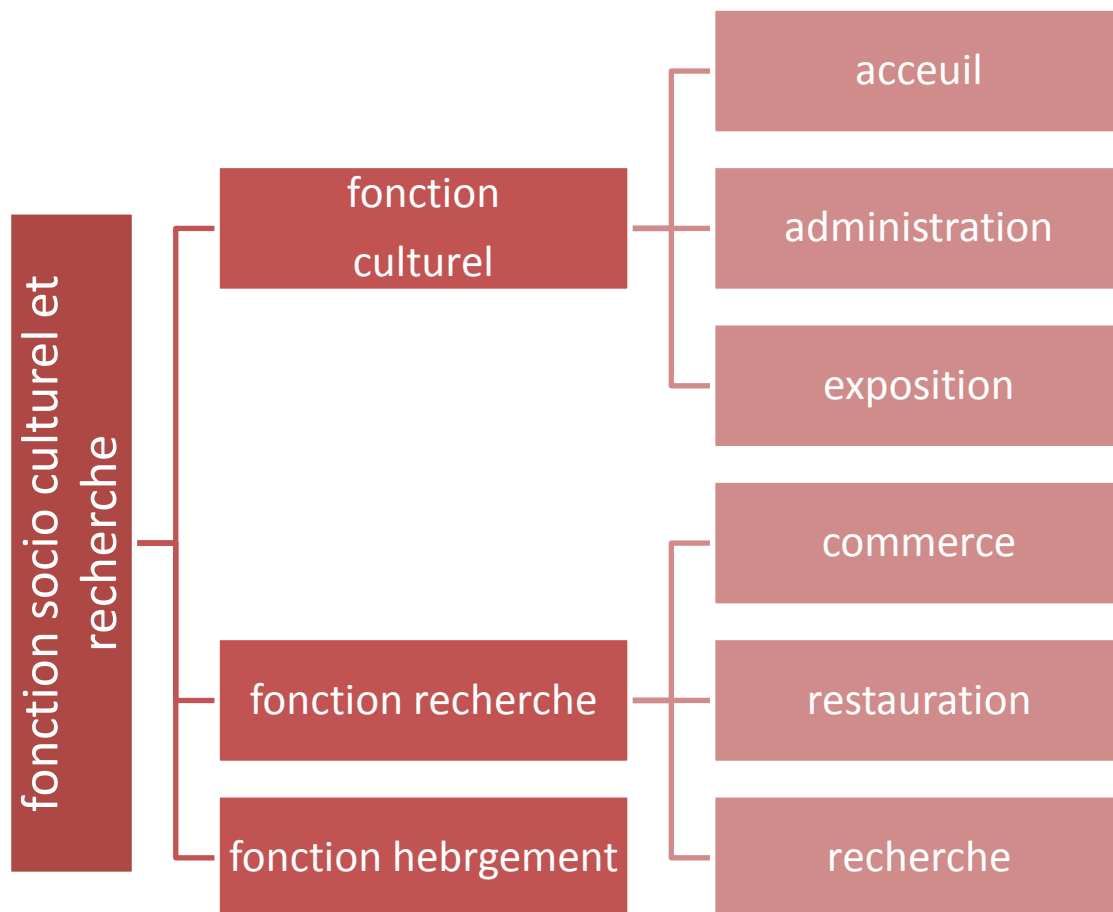 fonction socio culturel et
recherche
fonction
culturel
acceuil
administration
exposition
fonction recherche
commerce
restauration
recherche
fonction hebrgement